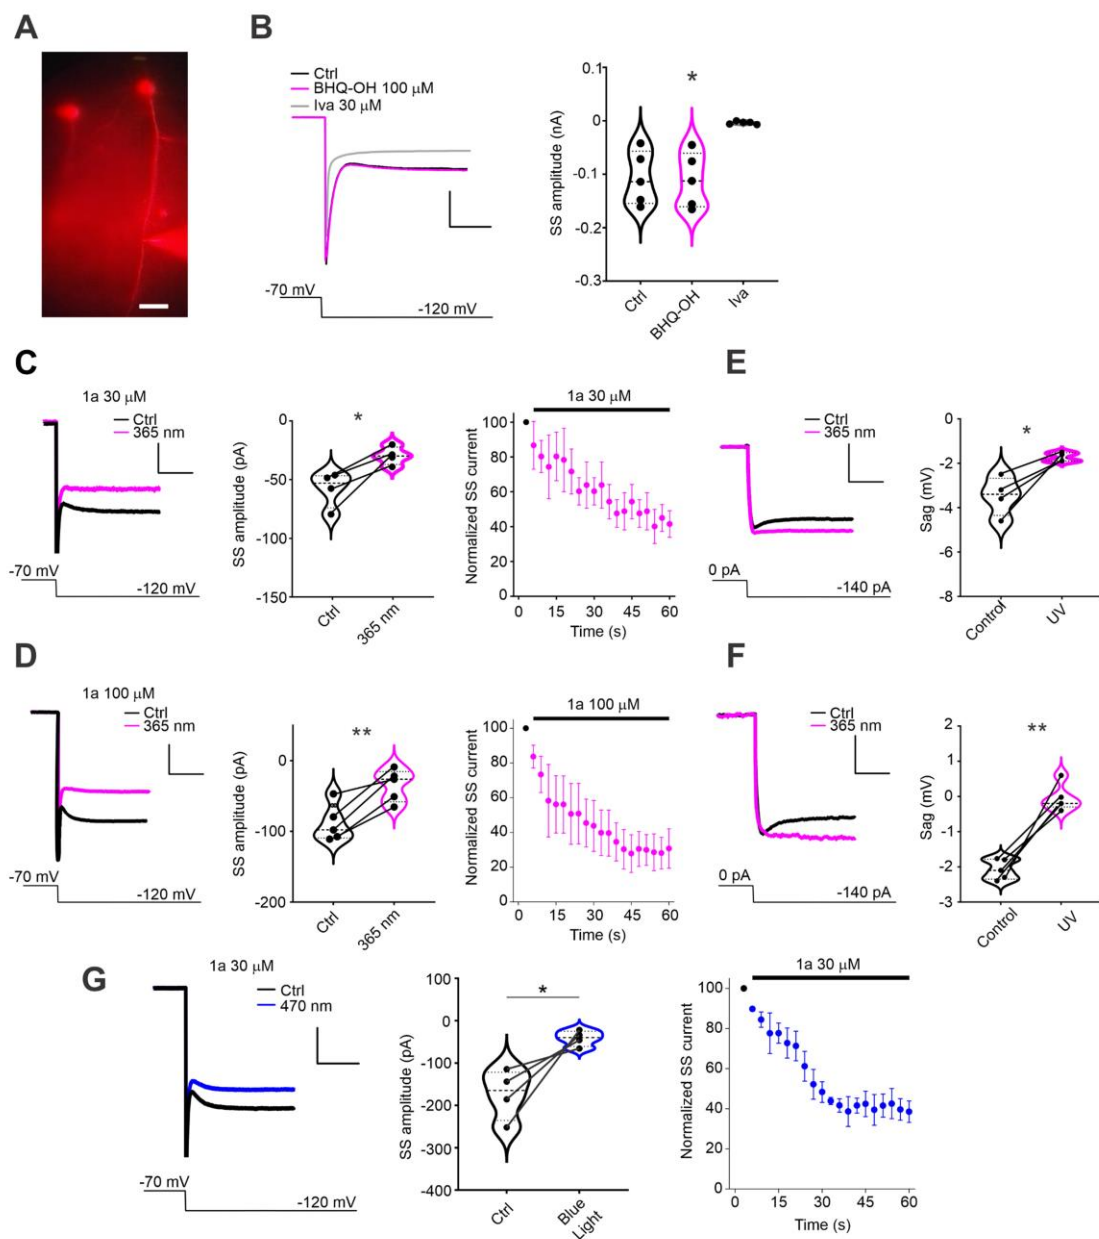 A
B
Ctrl
BHQ-OH 100 μM
Iva 30 μM
-70 mV
-120 mV
SS amplitude (nA)
0.1
0
-0.1
-0.2
-0.3
*
Ctrl
BHQ-OH
Iva
C
1a 30 μM
Ctrl
365 nm
-70 mV
-120 mV
SS amplitude (pA)
0
-50
-100
-150
*
Ctrl
365 nm
1a 30 μM
Normalized SS current
100
80
60
40
20
0
0 15 30 45 60
Time (s)
E
Ctrl
365 nm
0 pA
-140 pA
Sag (mV)
0
-2
-4
-6
-8
*
Control
UV
D
1a 100 μM
Ctrl
365 nm
-70 mV
-120 mV
SS amplitude (pA)
0
-100
-200
**
Ctrl
365 nm
1a 100 μM
Normalized SS current
100
80
60
40
20
0
0 15 30 45 60
Time (s)
F
Ctrl
365 nm
0 pA
-140 pA
Sag (mV)
2
1
0
-1
-2
-3
**
Control
UV
G
1a 30 μM
Ctrl
470 nm
-70 mV
-120 mV
SS amplitude (pA)
100
0
-100
-200
-300
-400
*
Ctrl
Blue
Light
1a 30 μM
Normalized SS current
100
80
60
40
20
0
0 15 30 45 60
Time (s)